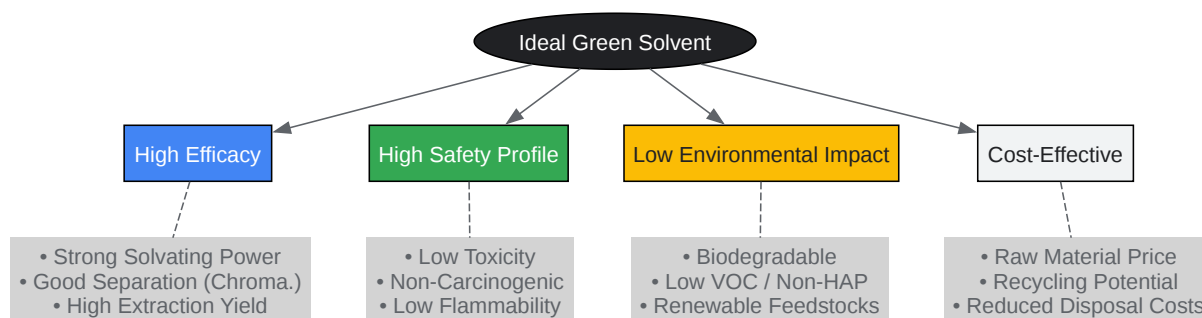 Ideal Green Solvent
High Efficacy
High Safety Profile
Low Environmental Impact
Cost-Effective
• Strong Solvating Power
• Good Separation (Chroma.)
• High Extraction Yield
• Low Toxicity
• Non-Carcinogenic
• Low Flammability
• Biodegradable
• Low VOC / Non-HAP
• Renewable Feedstocks
• Raw Material Price
• Recycling Potential
• Reduced Disposal Costs